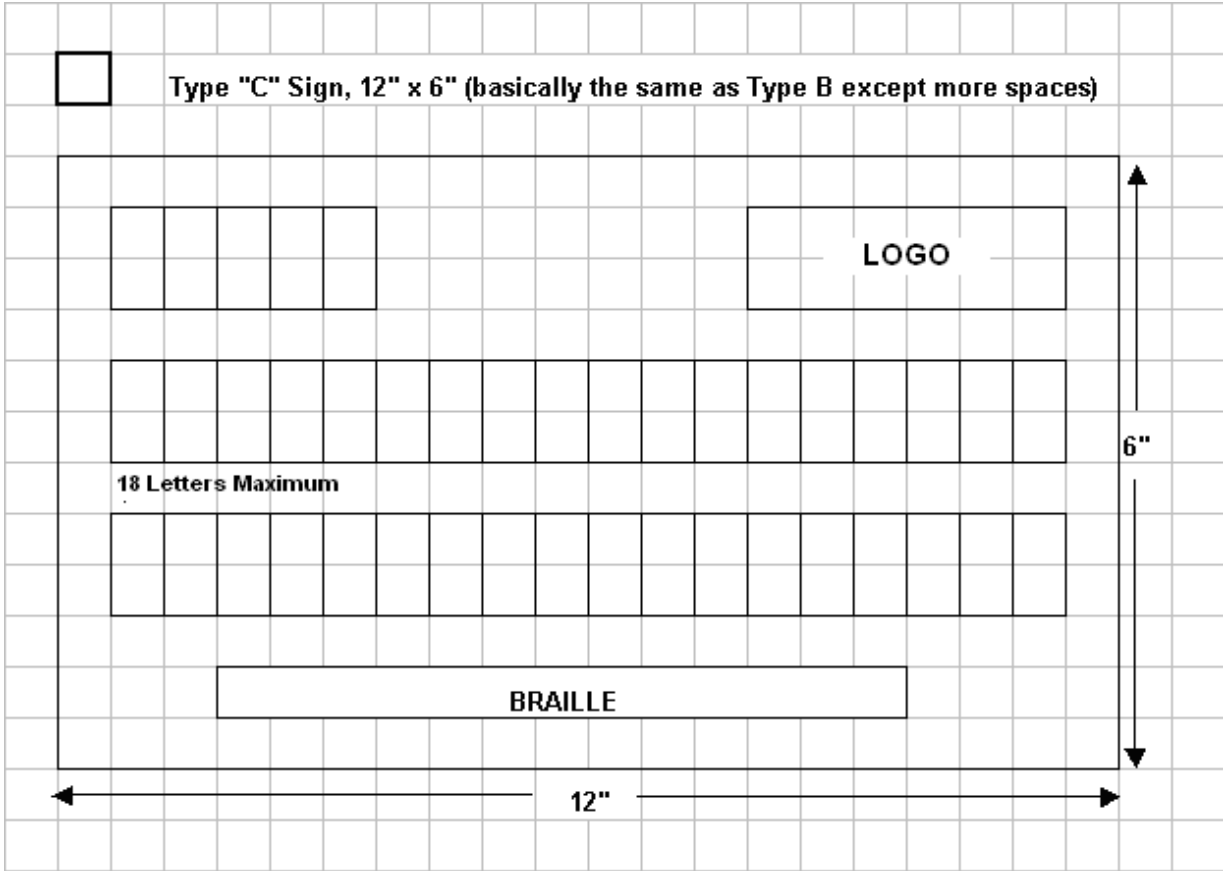 Type "C" Sign, 12" x 6" (basically the same as Type B except more spaces)
LOGO
6"
18 Letters Maximum
BRAILLE
12"